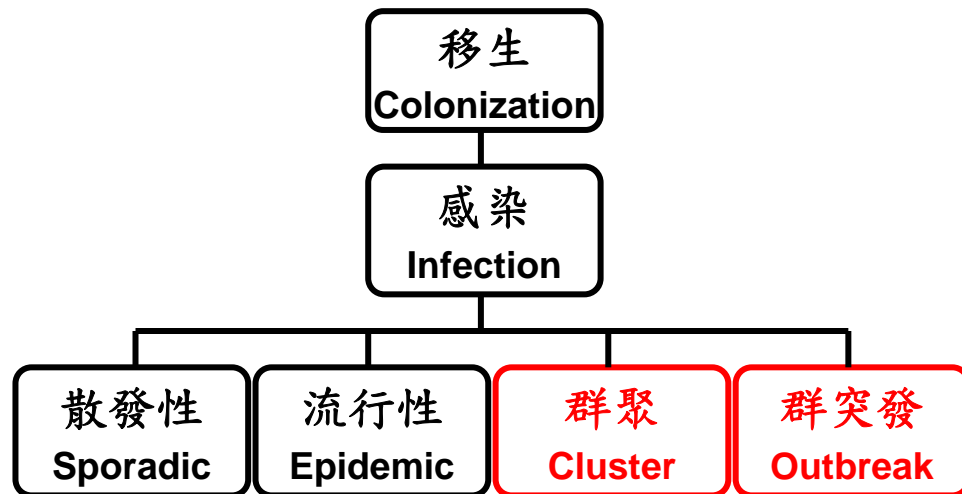 移生
Colonization
感染
Infection
散發性
Sporadic
流行性
Epidemic
群聚
Cluster
群突發
Outbreak